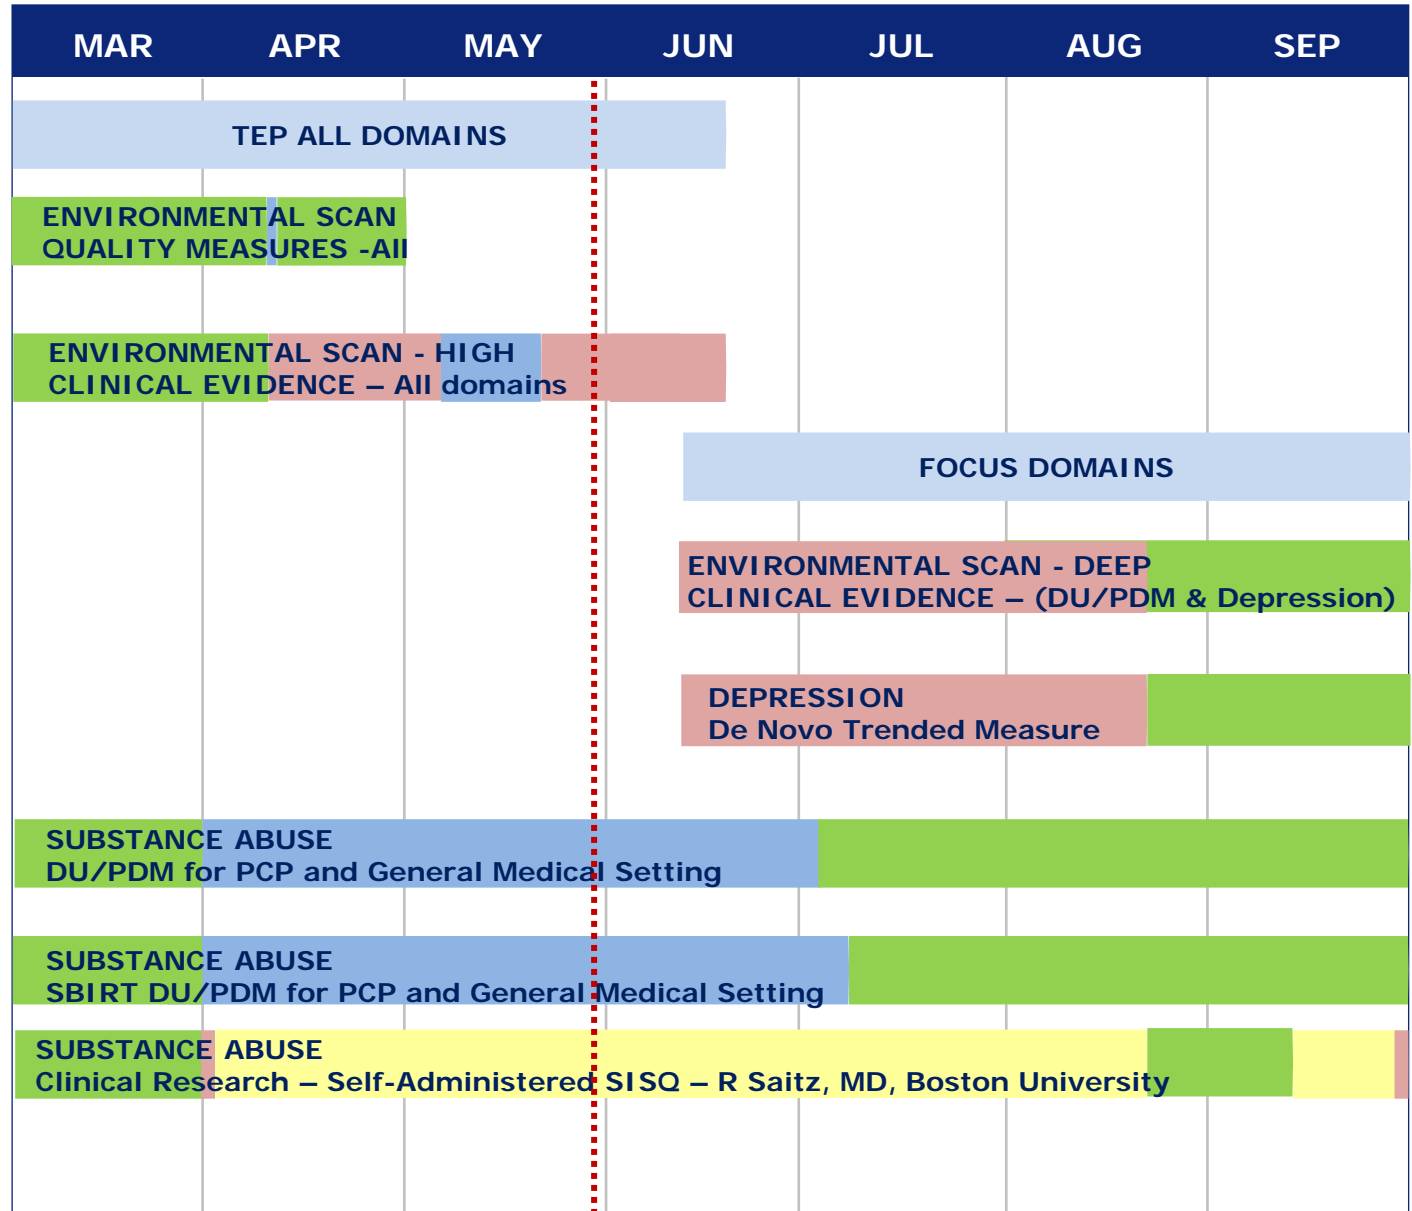 MAR APR MAY JUN JUL AUG SEP
TEP ALL DOMAINS
ENVIRONMENTAL SCAN
QUALITY MEASURES -All
ENVIRONMENTAL SCAN - HIGH
CLINICAL EVIDENCE – All domains
FOCUS DOMAINS
ENVIRONMENTAL SCAN - DEEP
CLINICAL EVIDENCE – (DU/PDM & Depression)
DEPRESSION
De Novo Trended Measure
SUBSTANCE ABUSE
DU/PDM for PCP and General Medical Setting
SUBSTANCE ABUSE
SBIRT DU/PDM for PCP and General Medical Setting
SUBSTANCE ABUSE
Clinical Research – Self-Administered SISQ – R Saitz, MD, Boston University